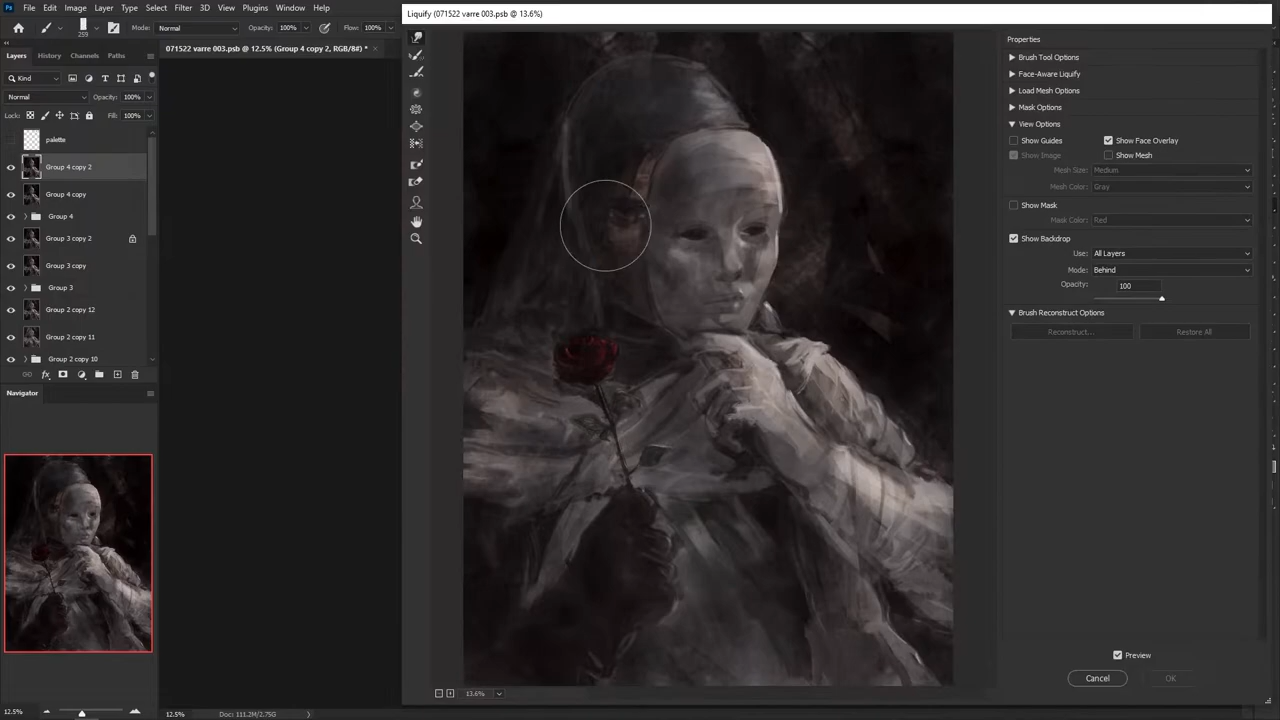 File Edit Image Layer Type Select Filter 3D View Plugins Window Help
259 Mode: Normal Opacity: 100% Flow: 100%
Layers History Channels Paths
Kind
Normal Opacity: 100%
Lock: Fill: 100%
palette
Group 4 copy 2
Group 4 copy
Group 4
Group 3 copy 2
Group 3 copy
Group 3
Group 2 copy 12
Group 2 copy 11
Group 2 copy 10
fx
Navigator
12.5%
071522 varre 003.psb @ 12.5% (Group 4 copy 2, RGB/8#) *
12.5% Doc: 111.2M/2.75G
Liquify (071522 varre 003.psb @ 13.6%)
13.6%
Properties
Brush Tool Options
Face-Aware Liquify
Load Mesh Options
Mask Options
View Options
Show Guides Show Face Overlay
Show Image Show Mesh
Mesh Size: Medium
Mesh Color: Gray
Show Mask
Mask Color: Red
Show Backdrop
Use: All Layers
Mode: Behind
Opacity: 100
Brush Reconstruct Options
Reconstruct... Restore All
Preview
Cancel OK